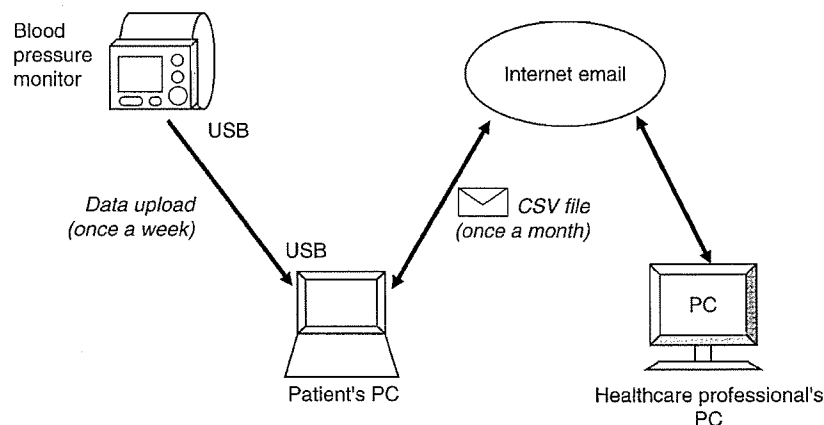 Blood
pressure
monitor
USB
Internet email
Data upload
(once a week)
CSV file
(once a month)
USB
PC
Patient's PC
Healthcare professional's
PC